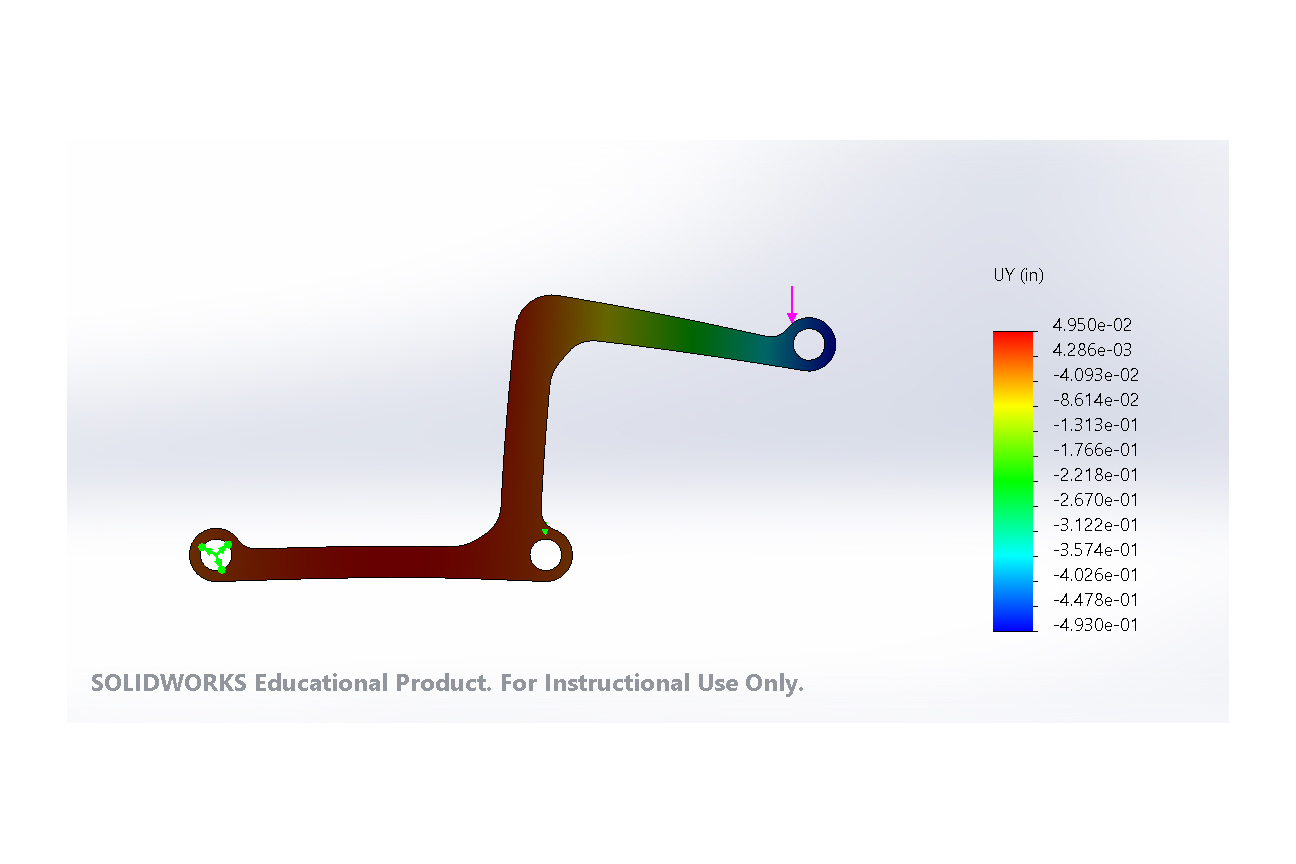 UY (in)
4.950e-02
4.286e-03
-4.093e-02
-8.614e-02
-1.313e-01
-1.766e-01
-2.218e-01
-2.670e-01
-3.122e-01
-3.574e-01
-4.026e-01
-4.478e-01
-4.930e-01
SOLIDWORKS Educational Product. For Instructional Use Only.